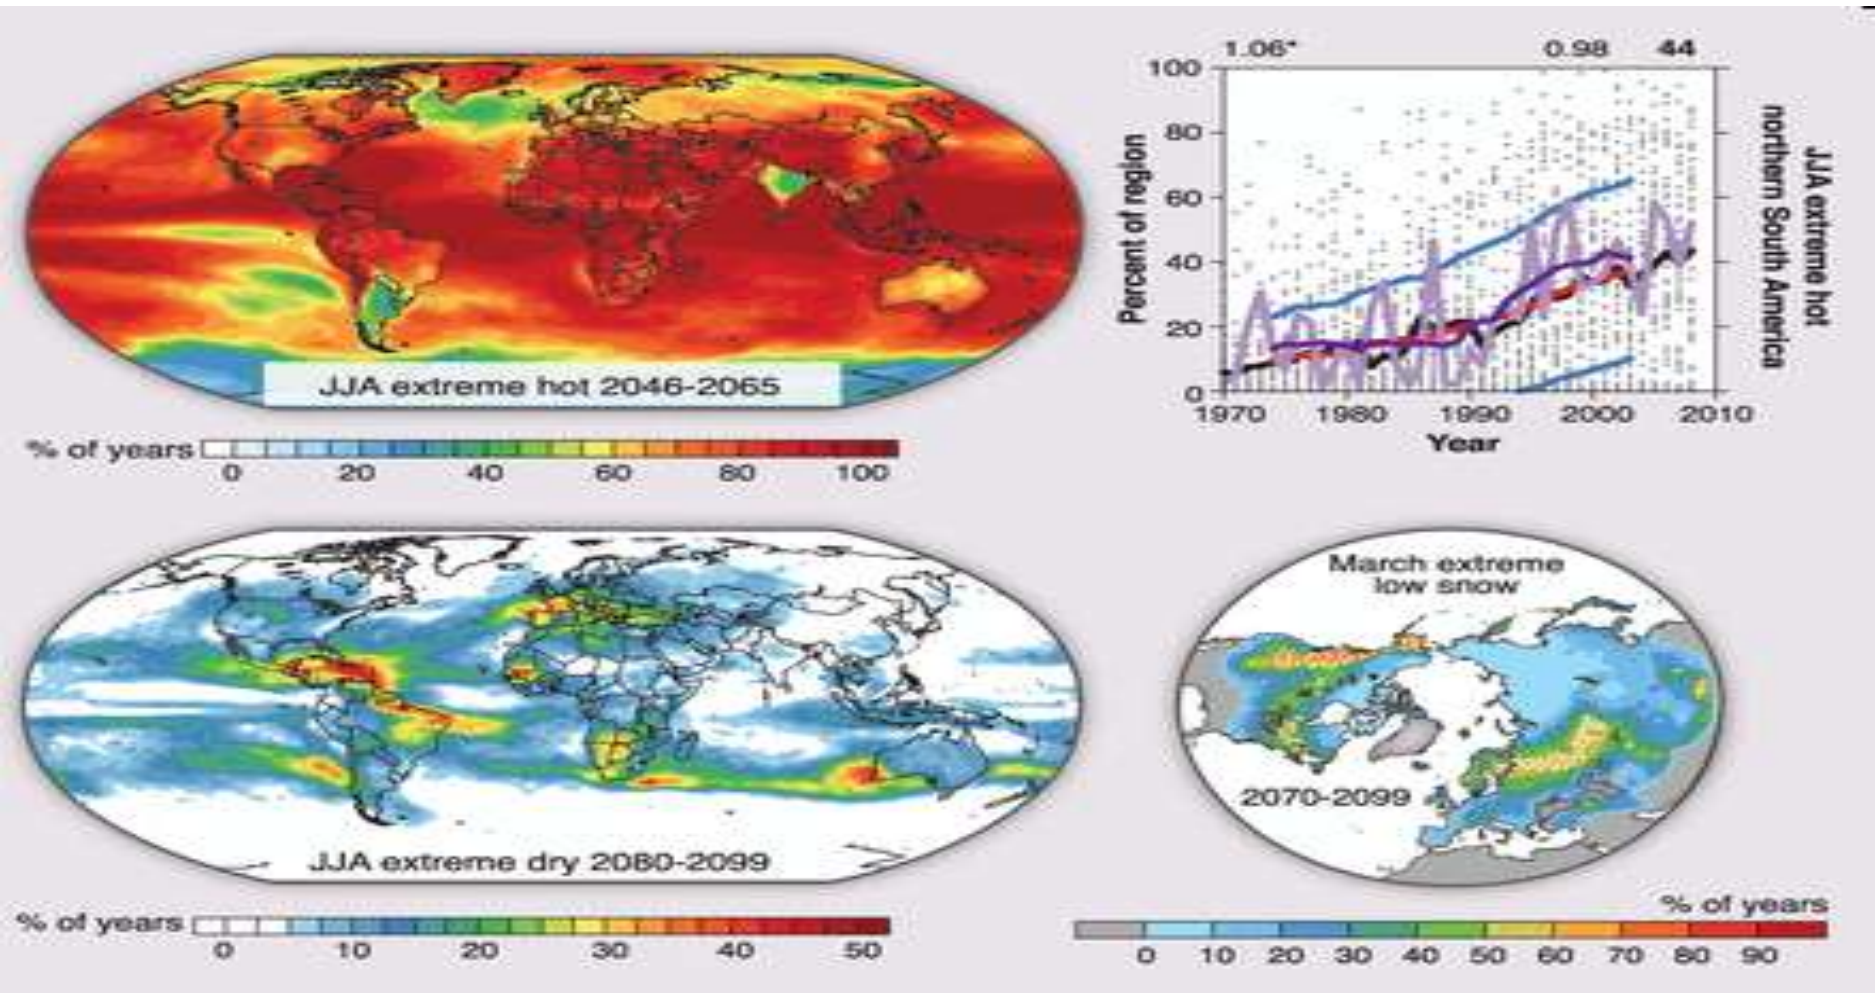 JJA extreme hot 2046-2065
% of years
0 20 40 60 80 100
1.06* 0.98 44
100
80
60
40
20
0
Percent of region
1970 1980 1990 2000 2010
Year
JJA extreme hot
northern South America
JJA extreme dry 2080-2099
% of years
0 10 20 30 40 50
March extreme
low snow
2070-2099
% of years
0 10 20 30 40 50 60 70 80 90